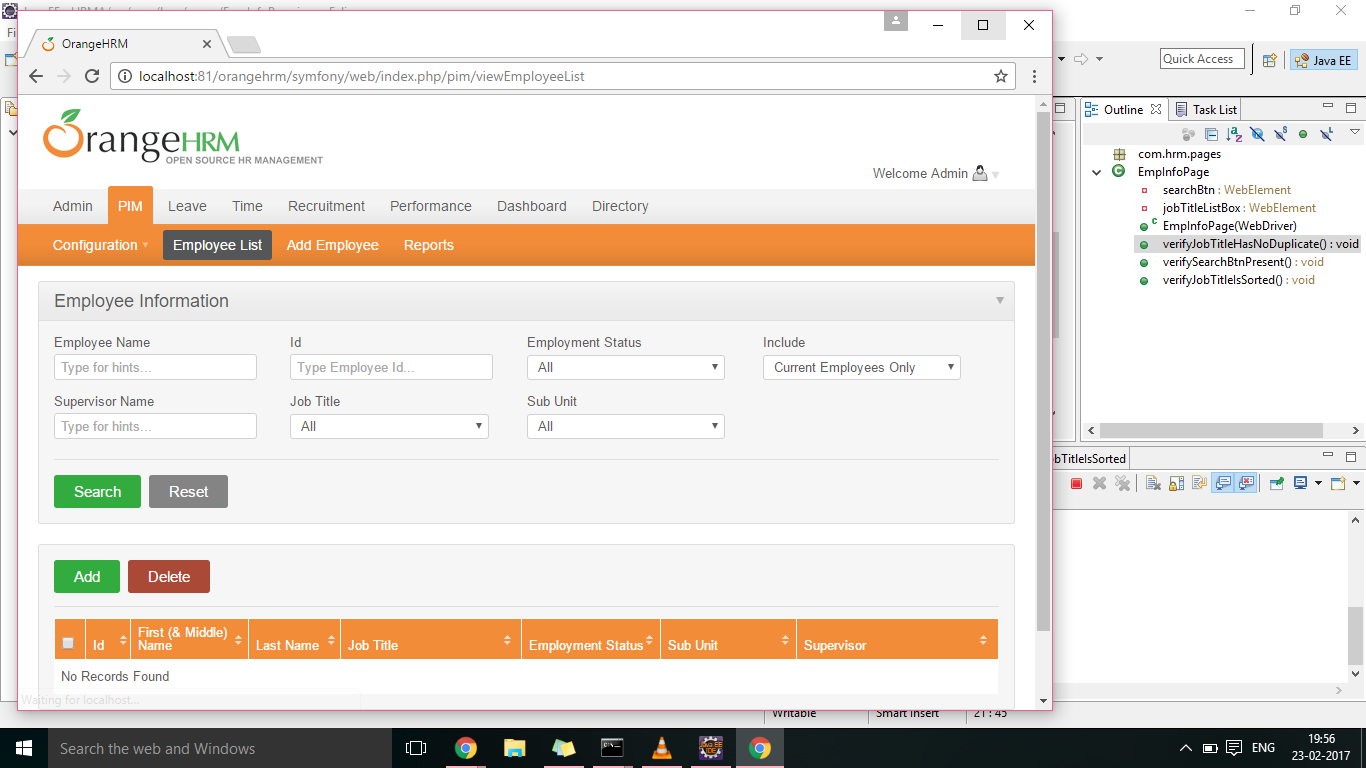 OrangeHRM
localhost:81/orangehrm/symfony/web/index.php/pim/viewEmployeeList
Quick Access
Java EE
OrangeHRM
OPEN SOURCE HR MANAGEMENT
Welcome Admin
Admin PIM Leave Time Recruitment Performance Dashboard Directory
Configuration Employee List Add Employee Reports
Employee Information
Employee Name Id Employment Status Include
Type for hints... Type Employee Id... All Current Employees Only
Supervisor Name Job Title Sub Unit
Type for hints... All All
Search Reset
Add Delete
Id First (& Middle) Name Last Name Job Title Employment Status Sub Unit Supervisor
No Records Found
Waiting for localhost...
Outline Task List
com.hrm.pages
EmpInfoPage
searchBtn : WebElement
jobTitleListBox : WebElement
EmpInfoPage(WebDriver)
verifyJobTitleHasNoDuplicate() : void
verifySearchBtnPresent() : void
verifyJobTitleIsSorted() : void
obTitleIsSorted
Writable Smart Insert 21 : 45
Search the web and Windows
ENG
19:56
23-02-2017